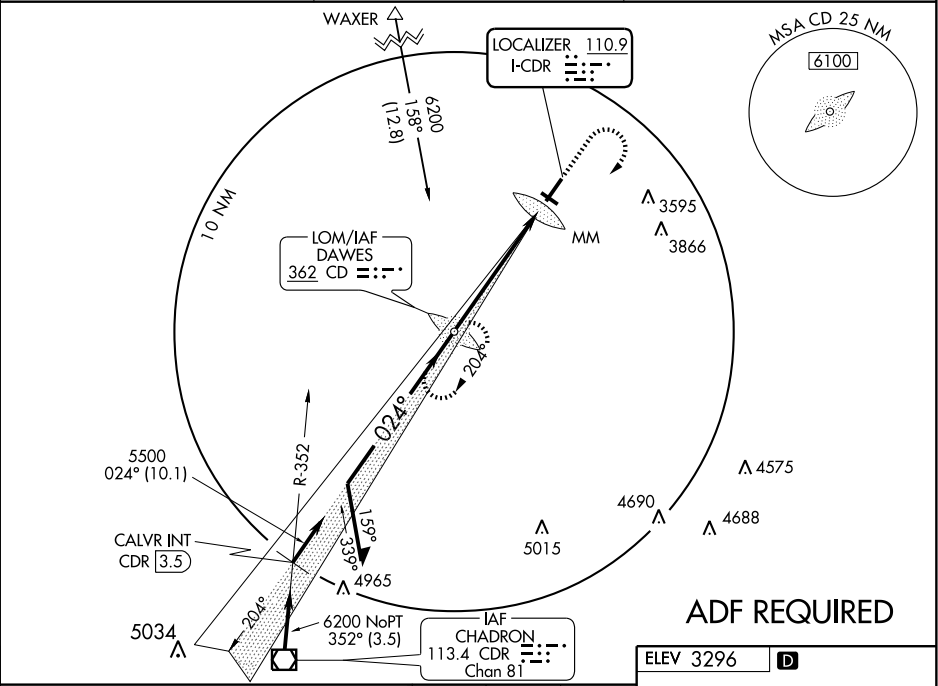 WAXER
LOCALIZER 110.9
I-CDR
MSA CD 25 NM
6100
6200
158°
(12.8)
10 NM
3595
3866
MM
LOM/IAF
DAWES
362 CD
204°
024°
R-352
5500
024° (10.1)
CALVR INT
CDR 3.5
159°
339°
4965
4575
4690
4688
5015
204°
5034
6200 NoPT
352° (3.5)
IAF
CHADRON
113.4 CDR
Chan 81
ADF REQUIRED
ELEV 3296 D